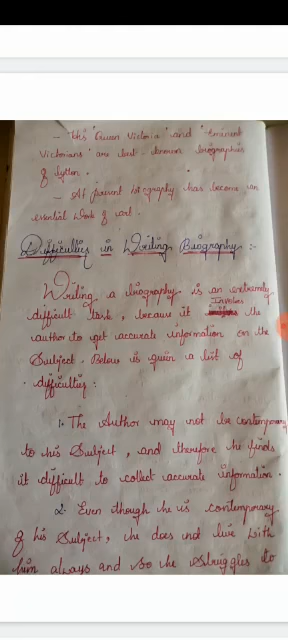 - His "Queen Victoria" and "Eminent
Victorians" are best known biographies
of Lytton.
- At present biography has become an
essential work of art.
Difficulties in Writing Biography :-
Writing a biography is an extremely
difficult task, because it Involves the
author to get accurate information on the
Subject. Below is given a list of
difficulties :
1. The Author may not be contemporary
to his Subject, and therefore he finds
it difficult to collect accurate information.
2. Even though he is contemporary
of his Subject, he does not live with
him always and so he struggles to